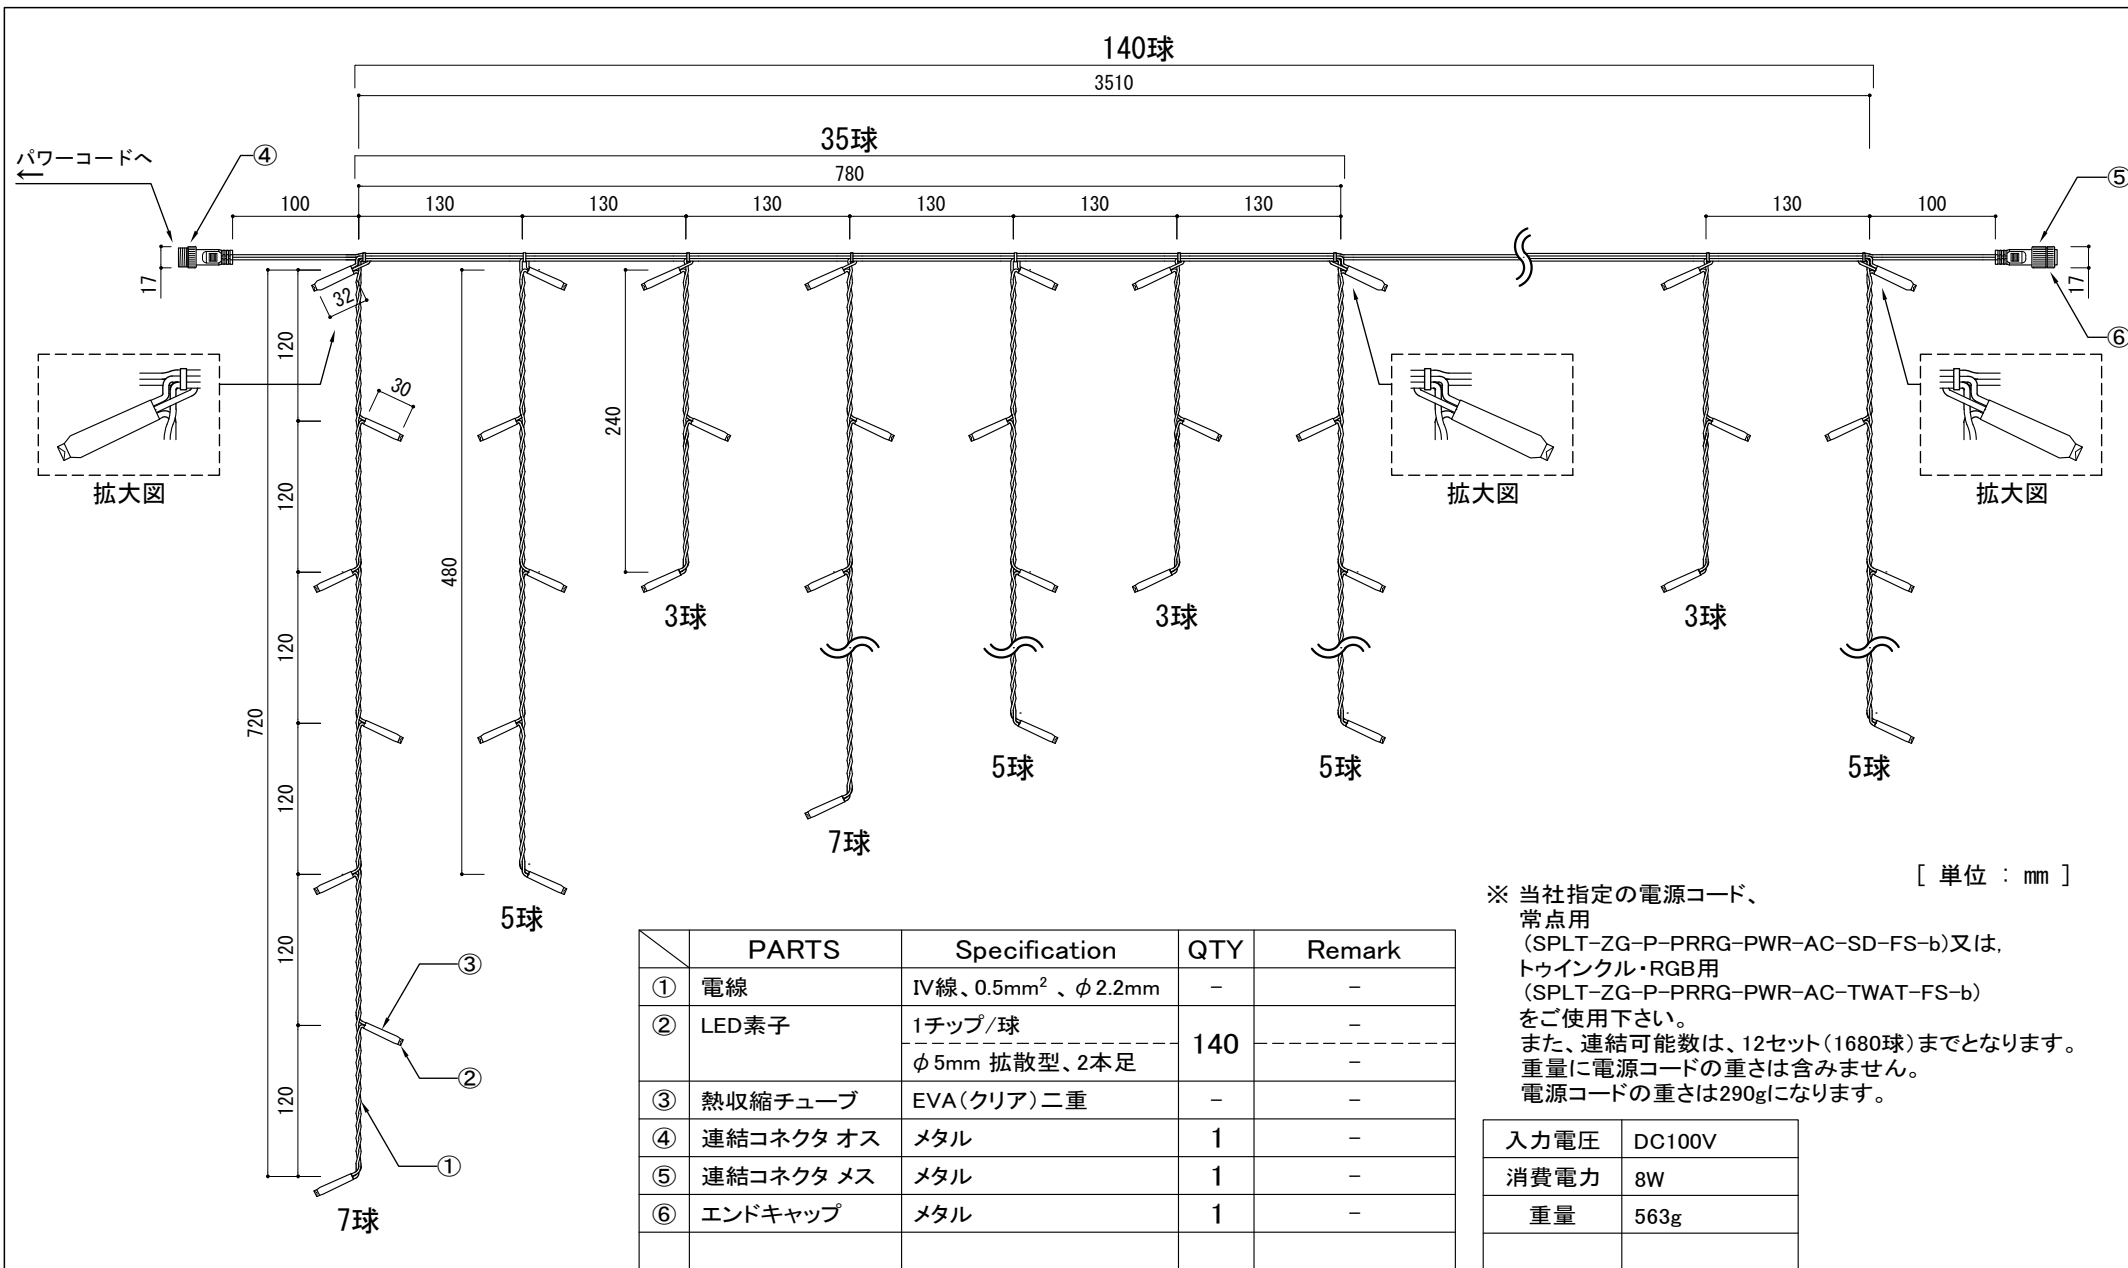 140球
3510
35球
780
パワーコードへ
←
④
⑤
100
130
130
130
130
130
130
130
100
17
32
17
⑥
120
30
240
480
720
120
120
120
120
120
拡大図
拡大図
拡大図
3球
3球
3球
5球
5球
5球
7球
5球
③
②
①
7球
[ 単位 : mm ]
※ 当社指定の電源コード、
常点用
(SPLT-ZG-P-PRRG-PWR-AC-SD-FS-b)又は,
トゥインクル・RGB用
(SPLT-ZG-P-PRRG-PWR-AC-TWAT-FS-b)
をご使用下さい。
また、連結可能数は、12セット(1680球)までとなります。
重量に電源コードの重さは含みません。
電源コードの重さは290gになります。
PARTS Specification QTY Remark
① 電線 IV線、0.5mm² 、φ2.2mm - -
② LED素子 1チップ/球 140 -
φ5mm 拡散型、2本足 -
③ 熱収縮チューブ EVA(クリア)二重 - -
④ 連結コネクタ オス メタル 1 -
⑤ 連結コネクタ メス メタル 1 -
⑥ エンドキャップ メタル 1 -
入力電圧 DC100V
消費電力 8W
重量 563g